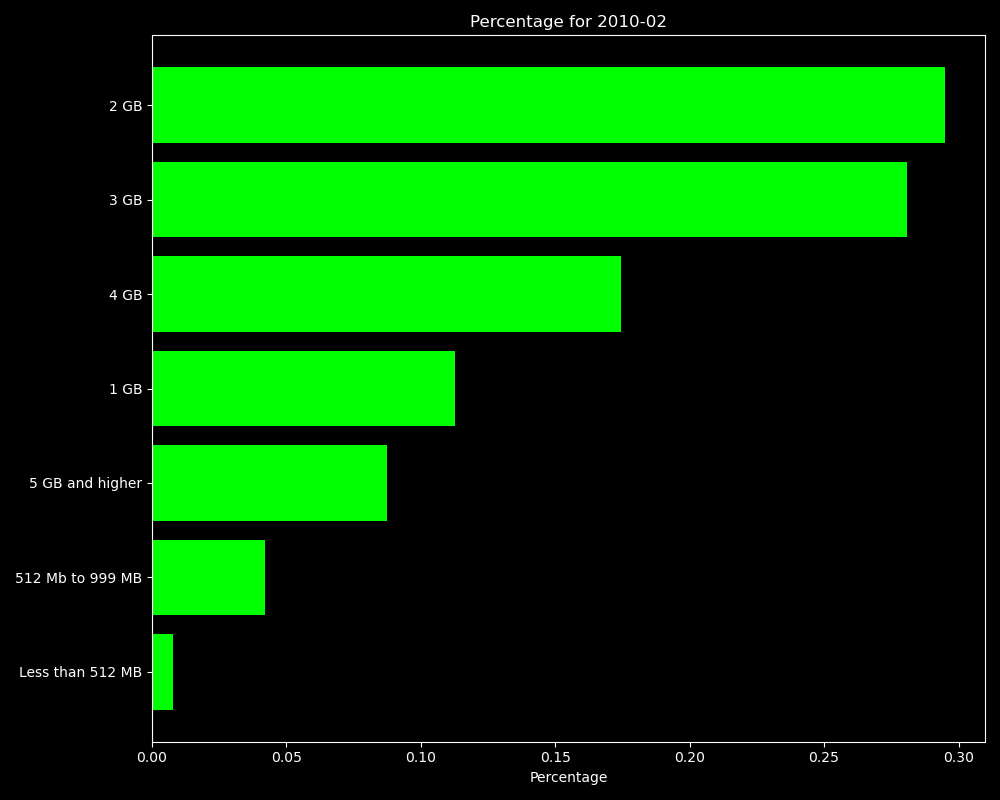 Percentage for 2010-02
2 GB
3 GB
4 GB
1 GB
5 GB and higher
512 Mb to 999 MB
Less than 512 MB
0.00 0.05 0.10 0.15 0.20 0.25 0.30
Percentage